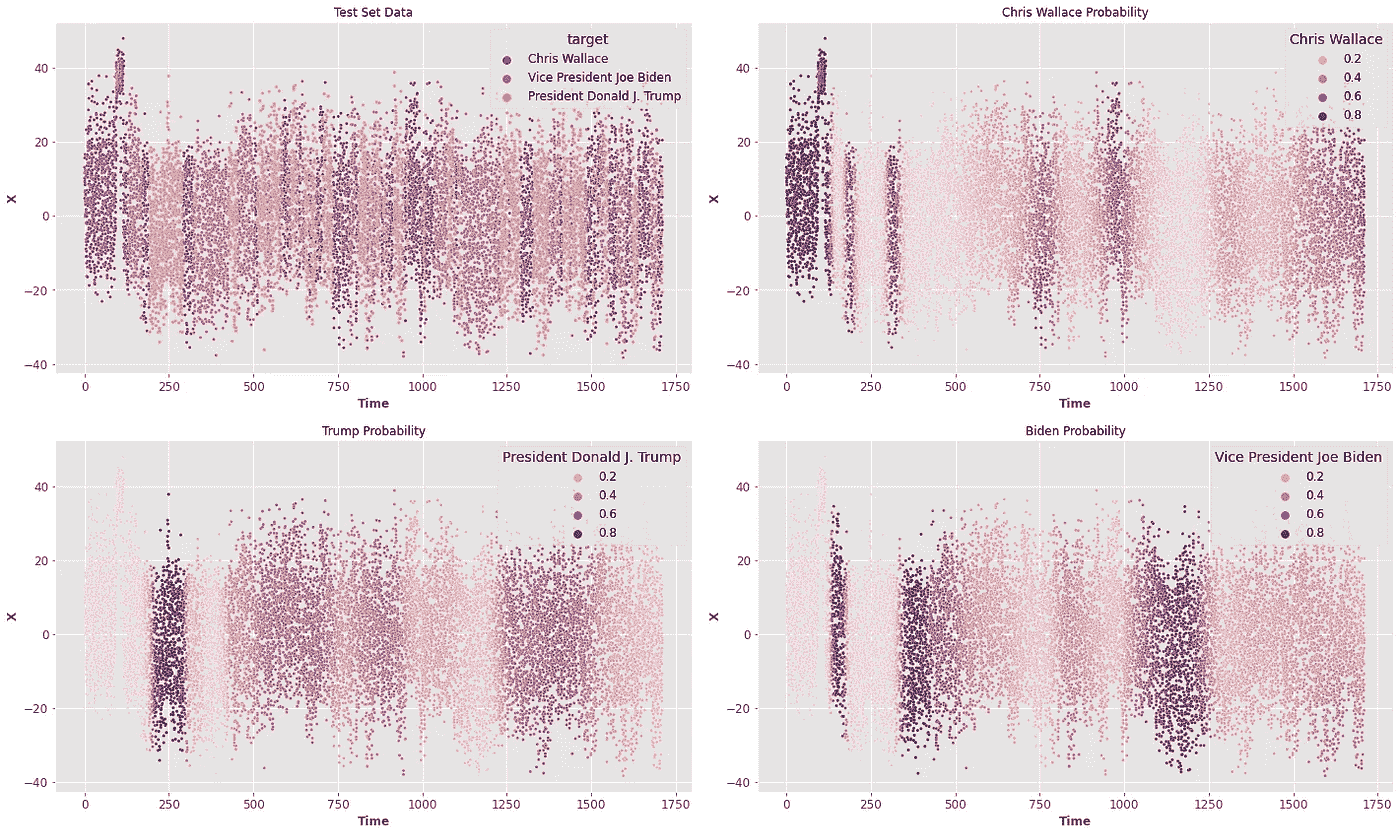 Test Set Data
target
Chris Wallace
Vice President Joe Biden
President Donald J. Trump
40
20
0
−20
−40
X
0 250 500 750 1000 1250 1500 1750
Time
Chris Wallace Probability
Chris Wallace
0.2
0.4
0.6
0.8
40
20
0
−20
−40
X
0 250 500 750 1000 1250 1500 1750
Time
Trump Probability
President Donald J. Trump
0.2
0.4
0.6
0.8
40
20
0
−20
−40
X
0 250 500 750 1000 1250 1500 1750
Time
Biden Probability
Vice President Joe Biden
0.2
0.4
0.6
0.8
40
20
0
−20
−40
X
0 250 500 750 1000 1250 1500 1750
Time